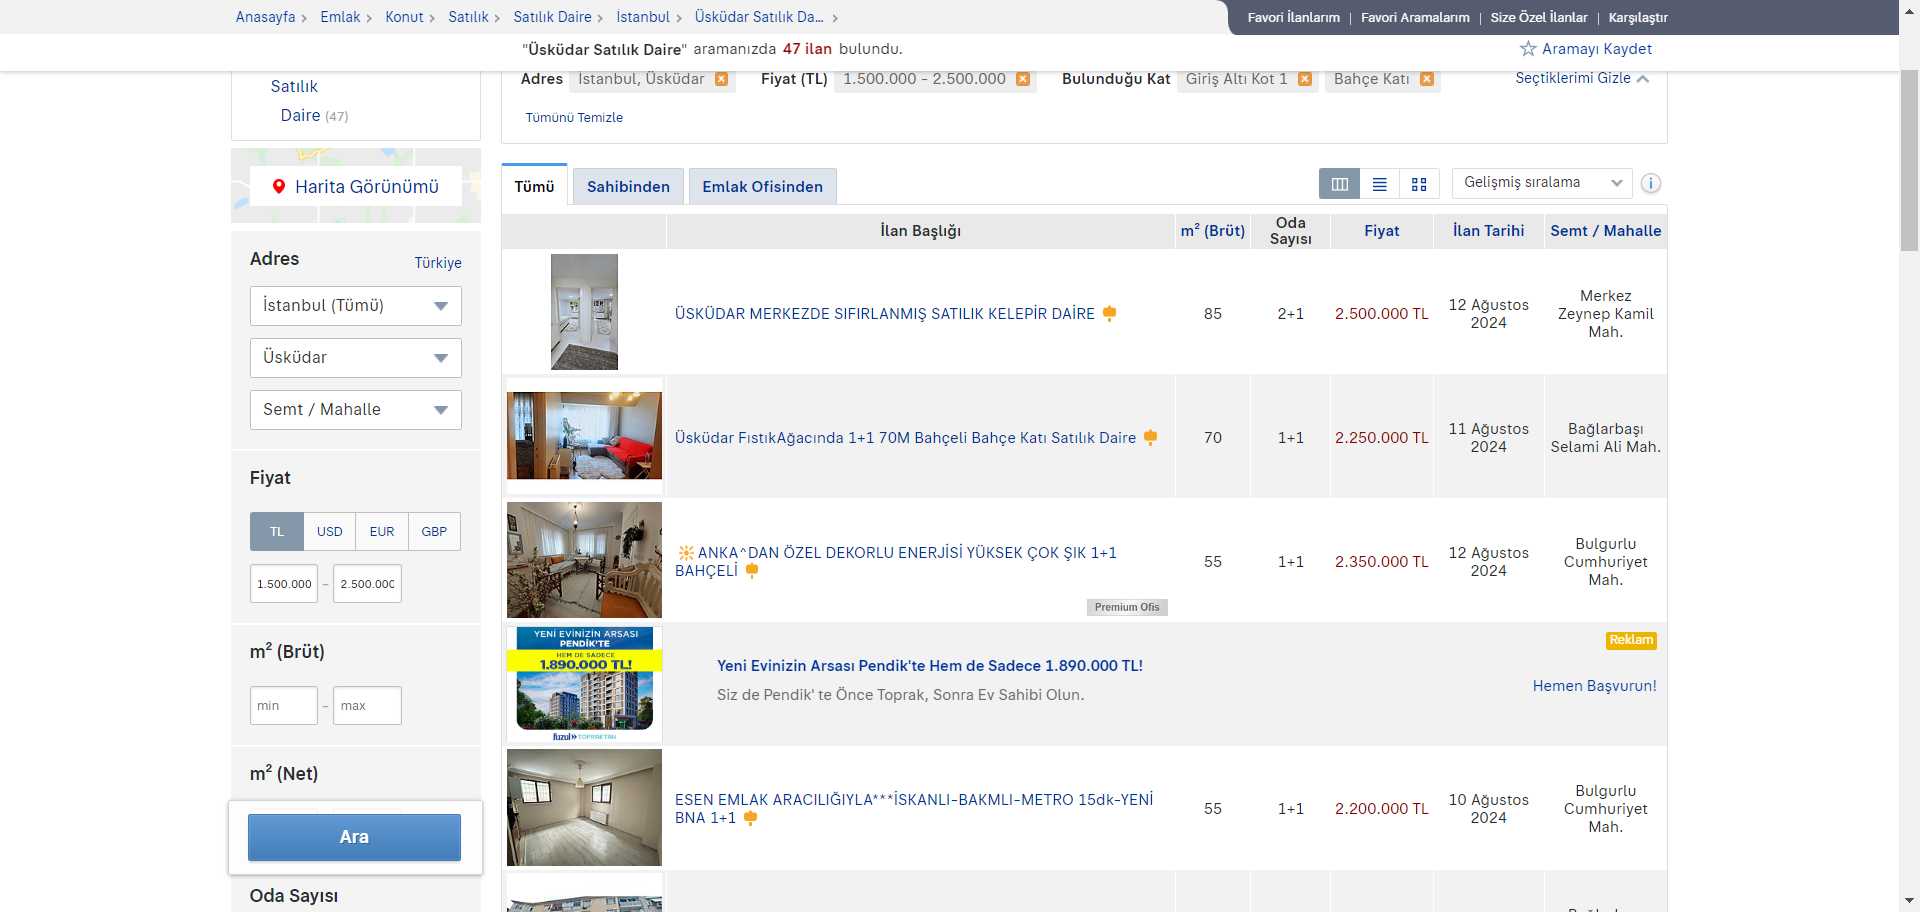 Anasayfa > Emlak > Konut > Satılık > Satılık Daire > İstanbul > Üsküdar Satılık Da... >
Favori İlanlarım | Favori Aramalarım | Size Özel İlanlar | Karşılaştır
"Üsküdar Satılık Daire" aramanızda 47 ilan bulundu.
Aramayı Kaydet
Satılık
Daire (47)
Adres İstanbul, Üsküdar Fiyat (TL) 1.500.000 - 2.500.000 Bulunduğu Kat Giriş Altı Kot 1 Bahçe Katı
Seçtiklerimi Gizle
Tümünü Temizle
Harita Görünümü
Adres
Türkiye
İstanbul (Tümü)
Üsküdar
Semt / Mahalle
Fiyat
TL USD EUR GBP
1.500.000 - 2.500.00
m² (Brüt)
min - max
m² (Net)
Ara
Oda Sayısı
Tümü Sahibinden Emlak Ofisinden
Gelişmiş sıralama
İlan Başlığı
m² (Brüt)
Oda
Sayısı
Fiyat
İlan Tarihi
Semt / Mahalle
ÜSKÜDAR MERKEZDE SIFIRLANMIŞ SATILIK KELEPİR DAİRE
85
2+1
2.500.000 TL
12 Ağustos
2024
Merkez
Zeynep Kamil
Mah.
Üsküdar FıstıkAğacında 1+1 70M Bahçeli Bahçe Katı Satılık Daire
70
1+1
2.250.000 TL
11 Ağustos
2024
Bağlarbaşı
Selami Ali Mah.
ANKA^DAN ÖZEL DEKORLU ENERJİSİ YÜKSEK ÇOK ŞIK 1+1
BAHÇELİ
Premium Ofis
55
1+1
2.350.000 TL
12 Ağustos
2024
Bulgurlu
Cumhuriyet
Mah.
YENİ EVİNİZİN ARSASI
PENDİK'TE
HEM DE SADECE
1.890.000 TL!
fuzul TOPRAKTAN
Yeni Evinizin Arsası Pendik'te Hem de Sadece 1.890.000 TL!
Siz de Pendik' te Önce Toprak, Sonra Ev Sahibi Olun.
Reklam
Hemen Başvurun!
ESEN EMLAK ARACILIĞIYLA***İSKANLI-BAKMLI-METRO 15dk-YENİ
BNA 1+1
55
1+1
2.200.000 TL
10 Ağustos
2024
Bulgurlu
Cumhuriyet
Mah.